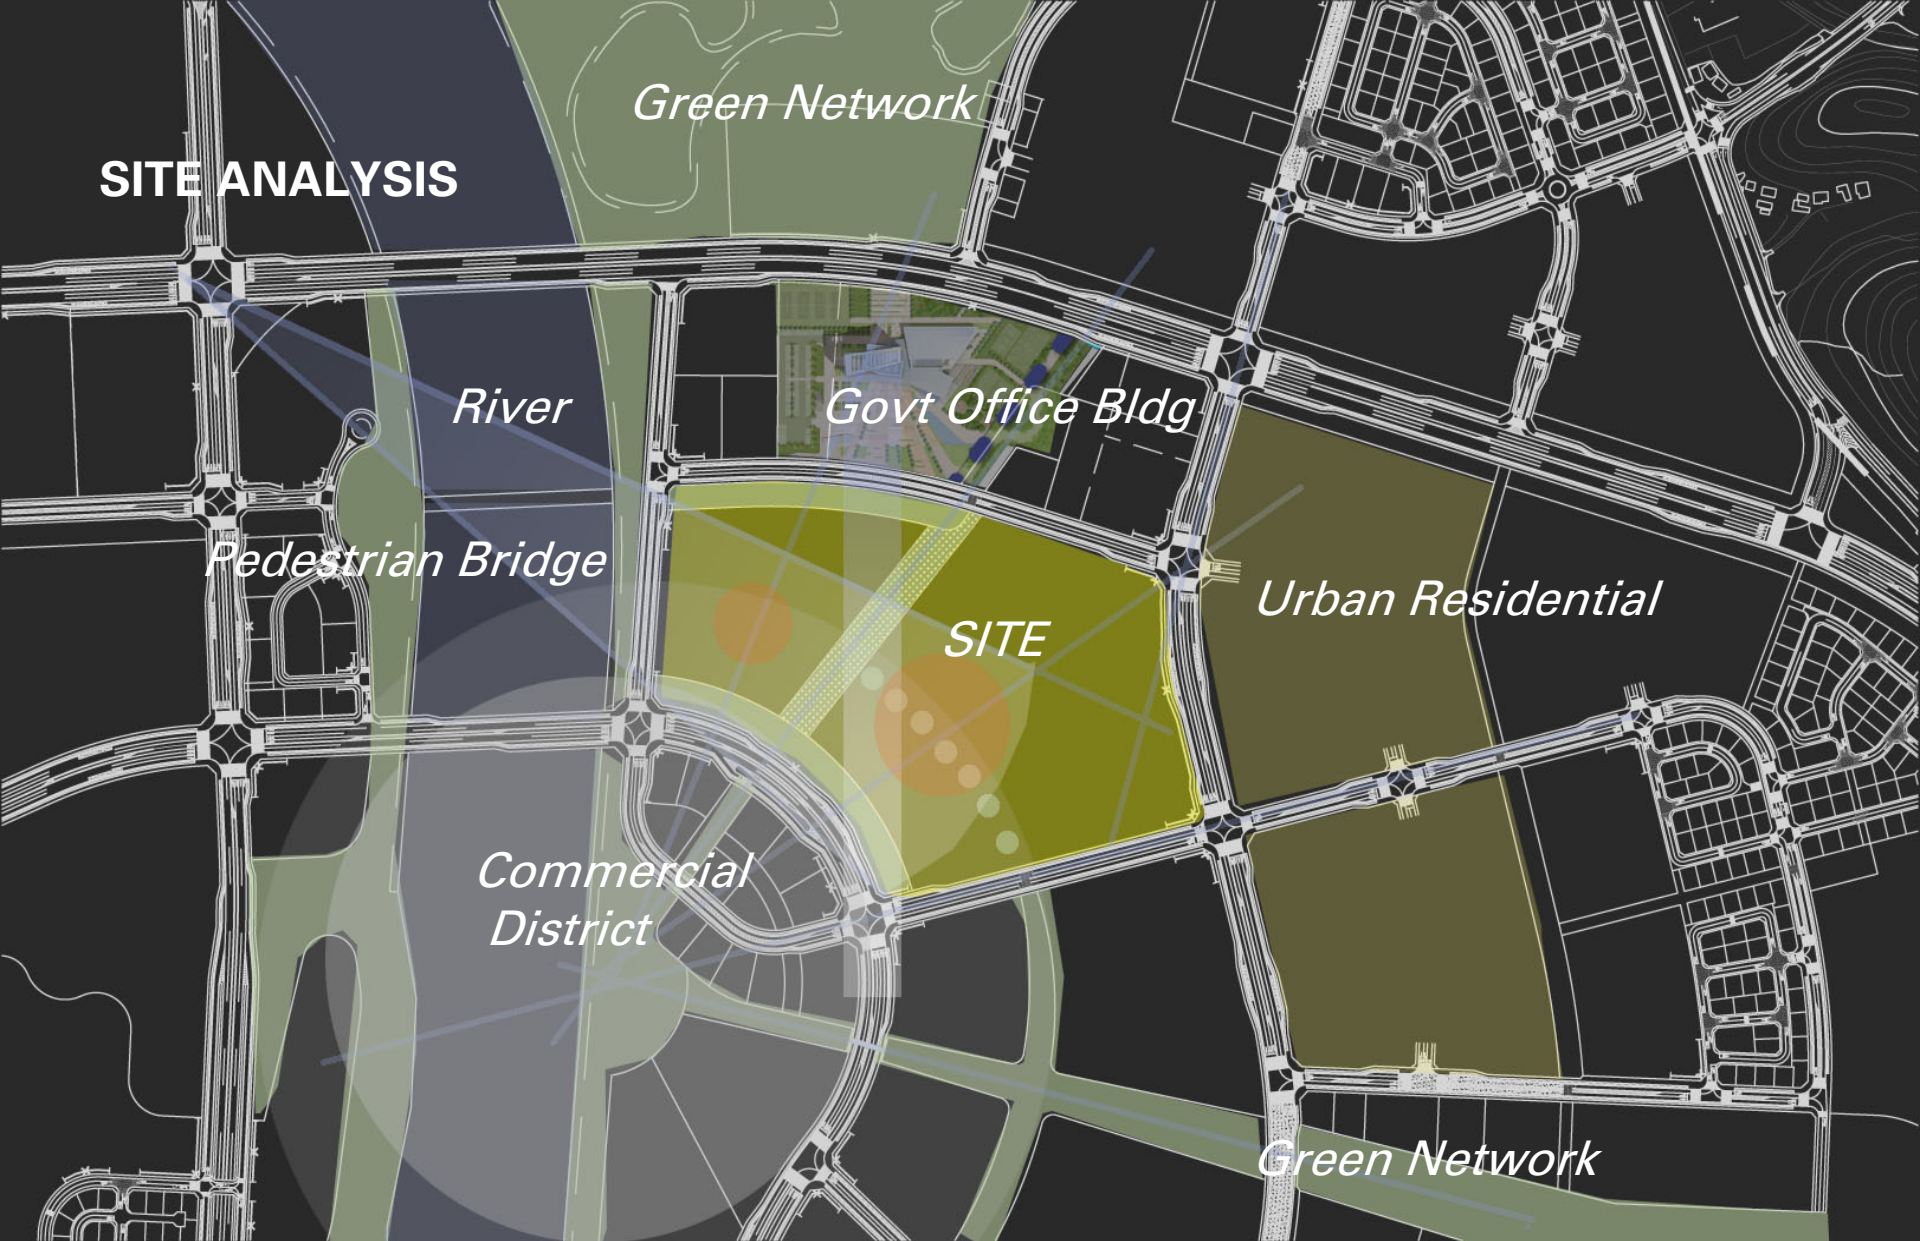 Green Network
SITE ANALYSIS
River
Govt Office Bldg
Pedestrian Bridge
Urban Residential
SITE
Commercial
District
Green Network